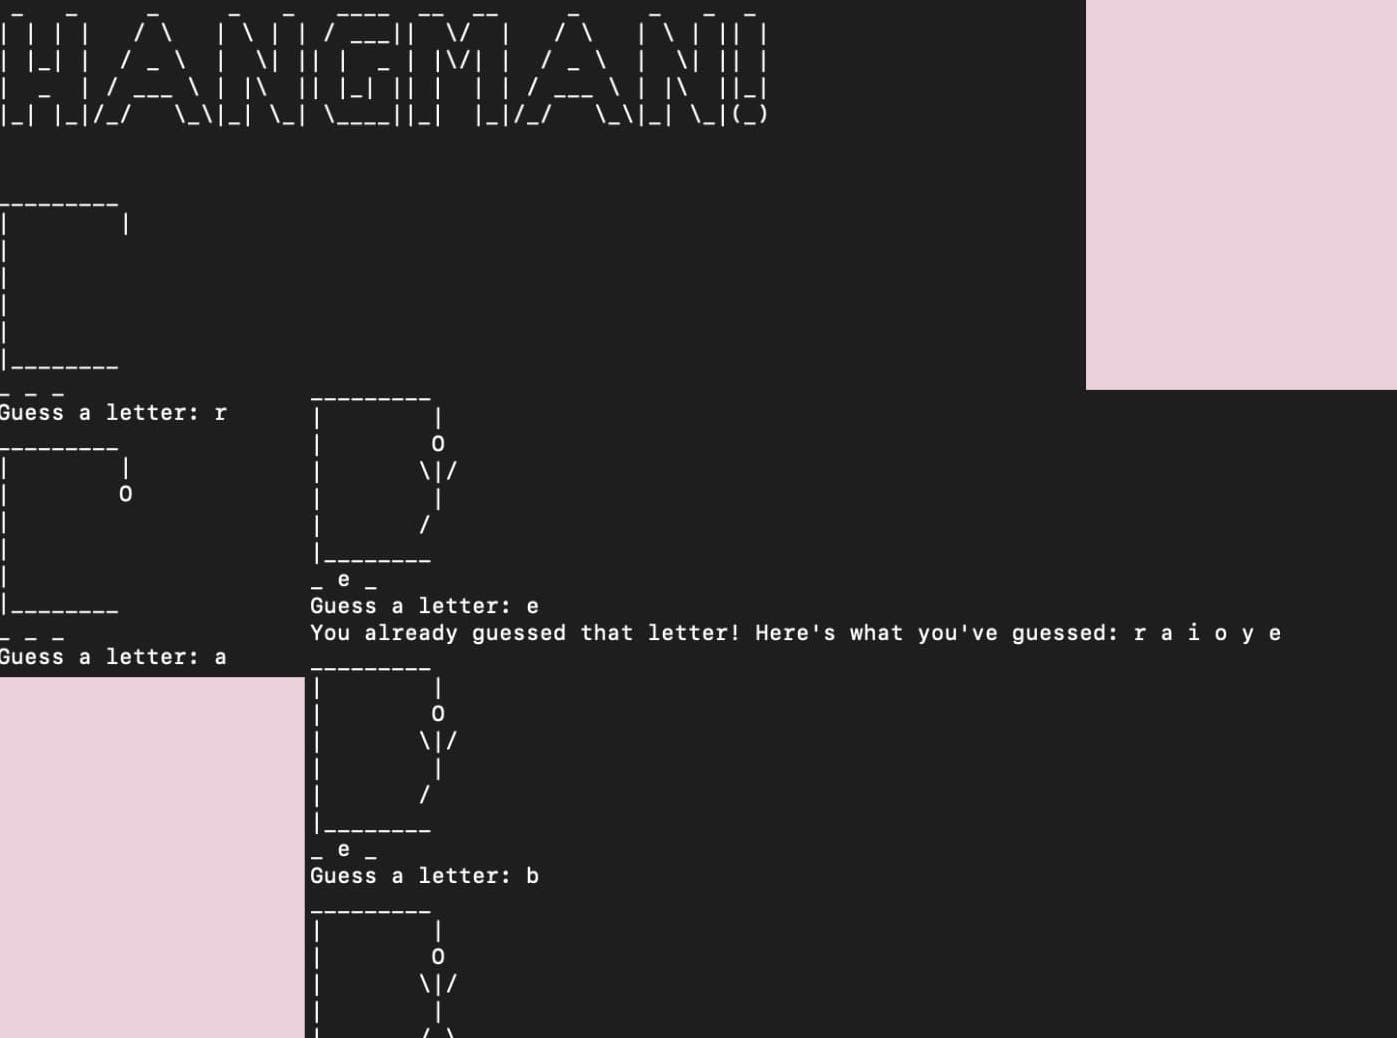 HANGMAN!
_ _ _
Guess a letter: r
O
_ _ _
Guess a letter: a
O
_ e _
Guess a letter: e
You already guessed that letter! Here's what you've guessed: r a i o y e
O
_ e _
Guess a letter: b
O